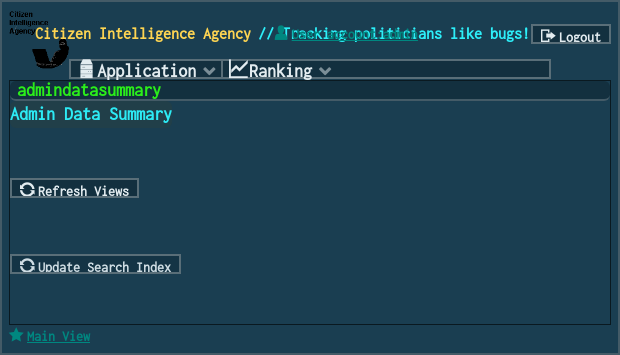 Citizen
Intelligence
Agency
Citizen Intelligence Agency // Tracking politicians like bugs!
Logout
Application
Ranking
admindatasummary
Admin Data Summary
Refresh Views
Update Search Index
Main View